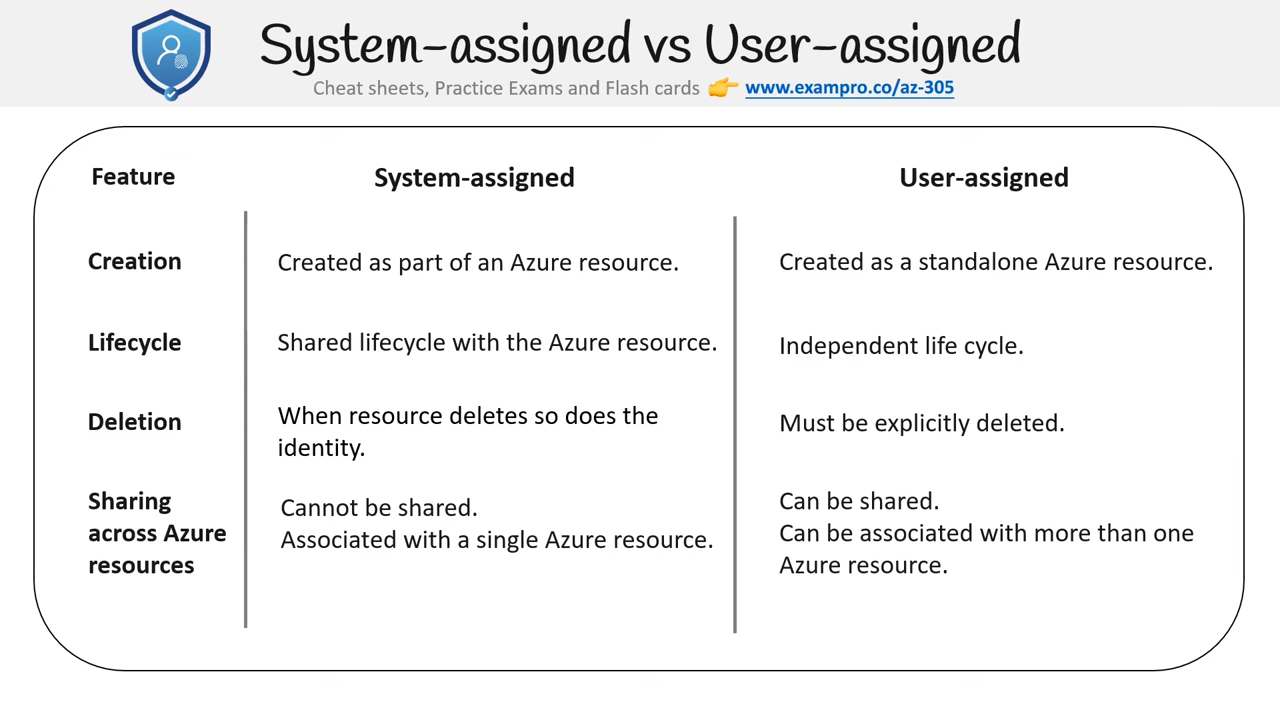 System-assigned vs User-assigned
Cheat sheets, Practice Exams and Flash cards 👉 www.exampro.co/az-305
Feature
System-assigned
User-assigned
Creation
Created as part of an Azure resource.
Created as a standalone Azure resource.
Lifecycle
Shared lifecycle with the Azure resource.
Independent life cycle.
Deletion
When resource deletes so does the
identity.
Must be explicitly deleted.
Sharing
across Azure
resources
Cannot be shared.
Associated with a single Azure resource.
Can be shared.
Can be associated with more than one
Azure resource.